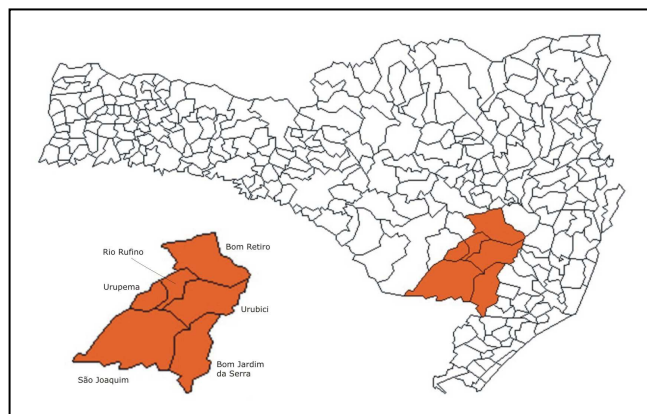 Bom Retiro
Rio Rufino
Urupema
Urubici
Bom Jardim
da Serra
São Joaquim